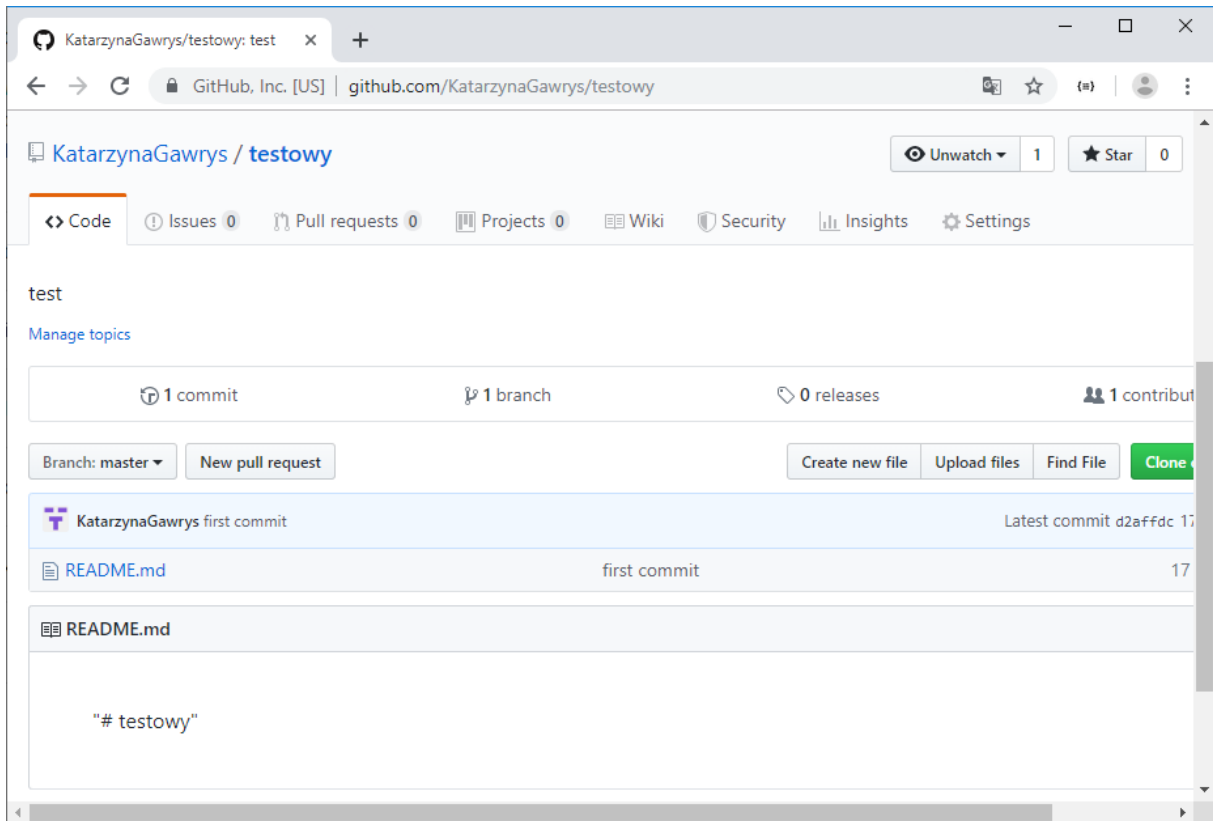 KatarzynaGawrys/testowy: test
GitHub, Inc. [US] | github.com/KatarzynaGawrys/testowy
KatarzynaGawrys / testowy
Unwatch 1 Star 0
Code Issues 0 Pull requests 0 Projects 0 Wiki Security Insights Settings
test
Manage topics
1 commit 1 branch 0 releases 1 contribut
Branch: master New pull request Create new file Upload files Find File Clone
KatarzynaGawrys first commit Latest commit d2affdc 17
README.md first commit 17
README.md
"# testowy"